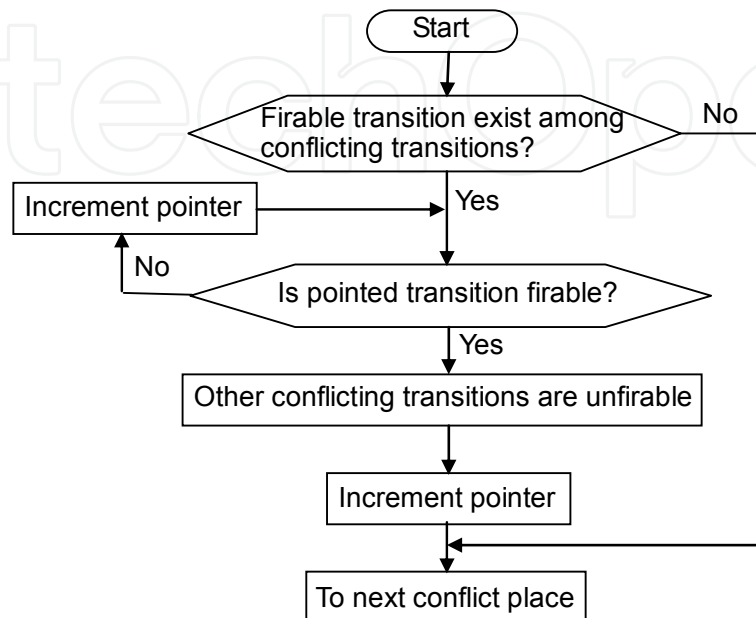 Start
Firable transition exist among
conflicting transitions?
No
Yes
Increment pointer
No
Is pointed transition firable?
Yes
Other conflicting transitions are unfirable
Increment pointer
To next conflict place